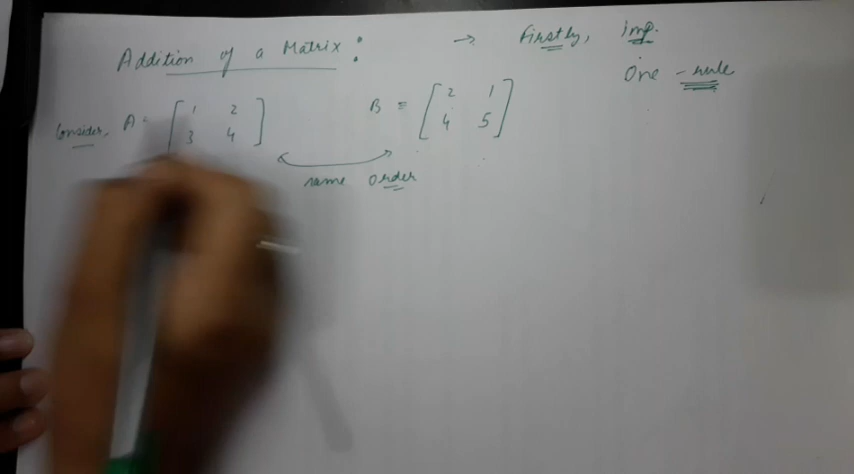 Addition of a Matrix : → Firstly, imp.
One - rule
Consider, A = [ 1 2
3 4 ]
B = [ 2 1
4 5 ]
same order